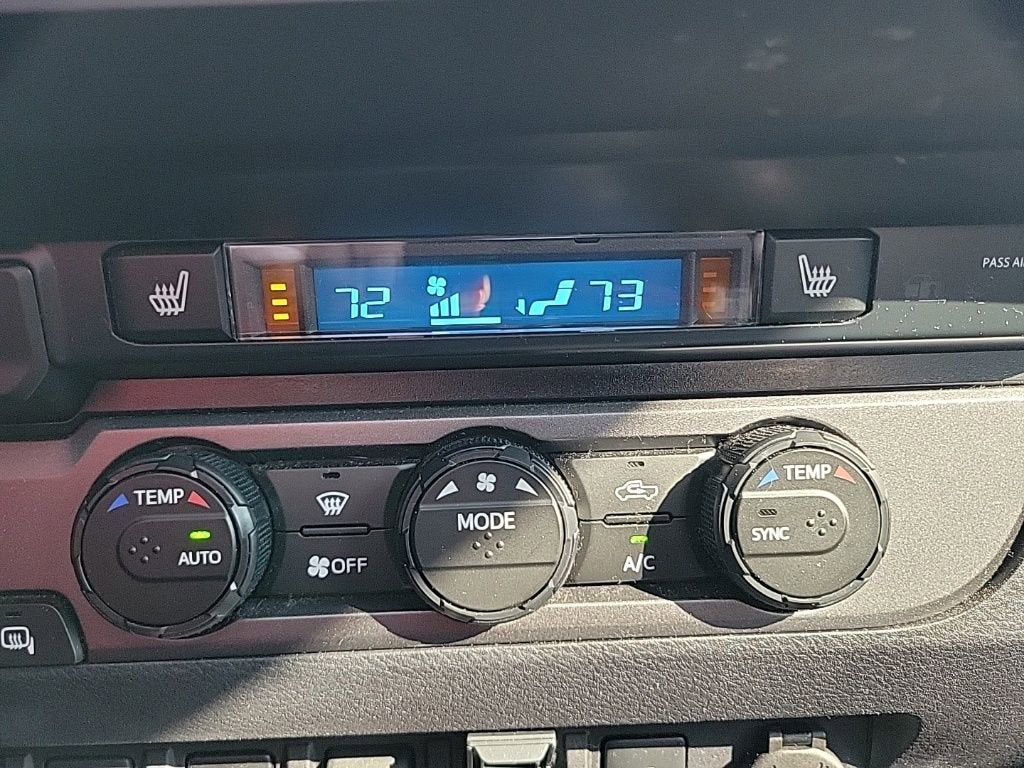 72 73
PASS AI
TEMP
AUTO
OFF
MODE
A/C
TEMP
SYNC